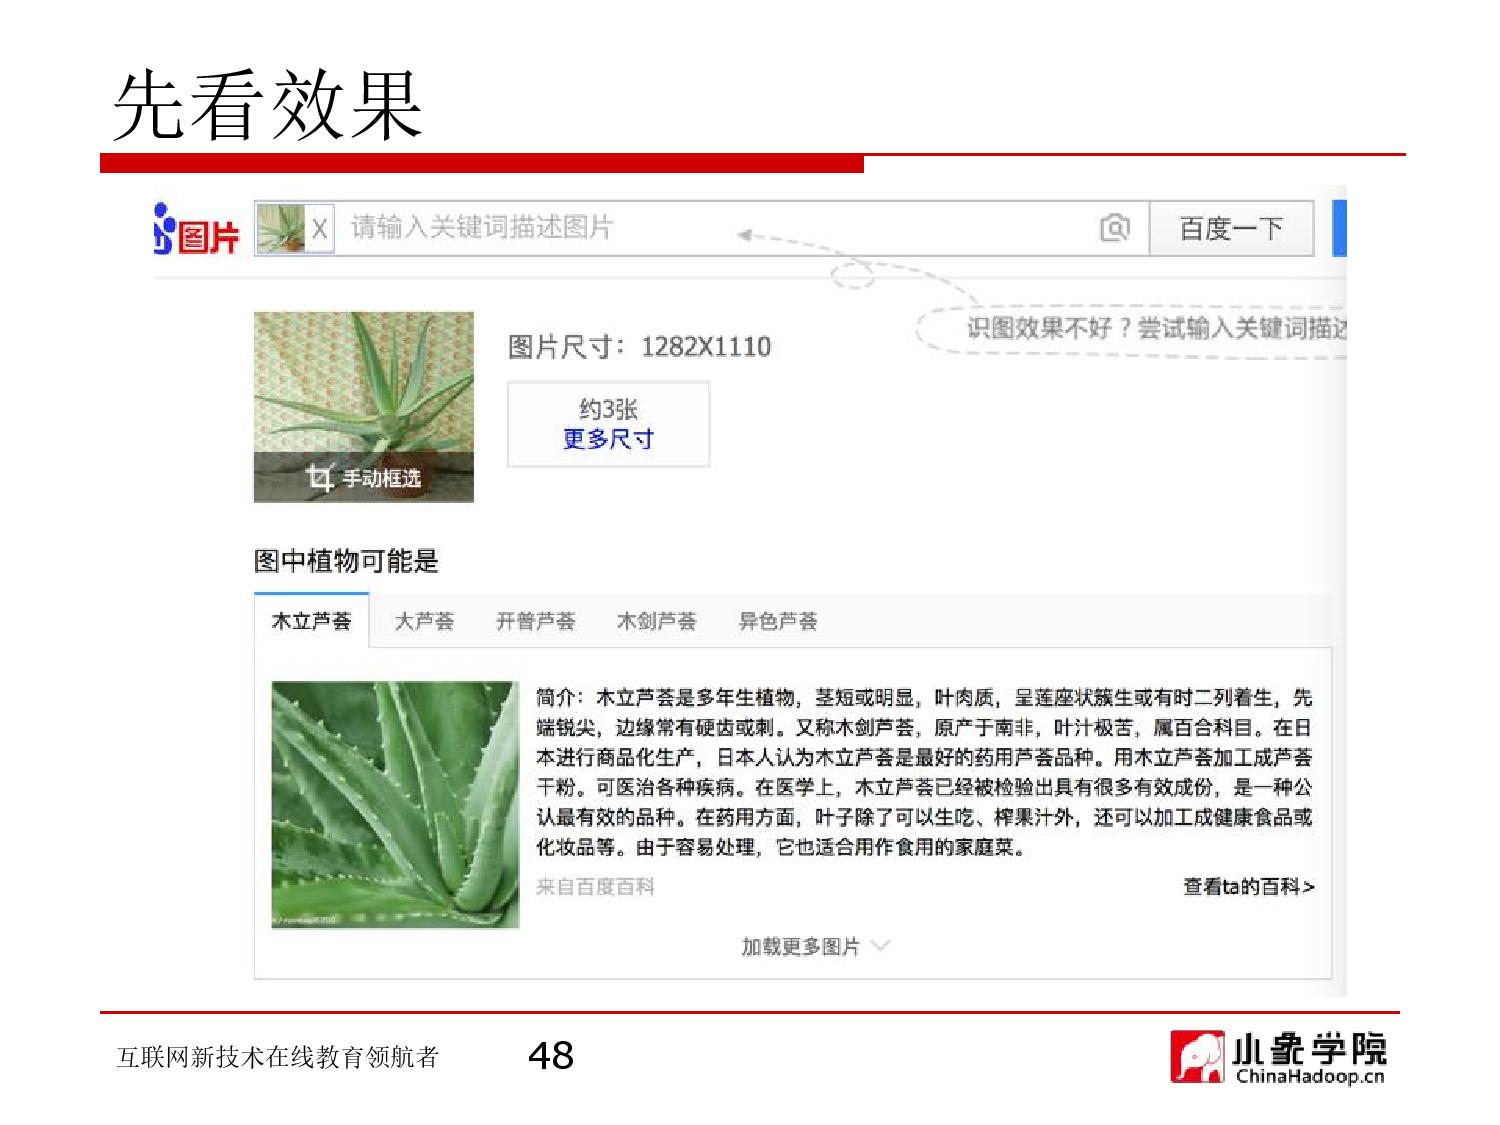 先看效果
图片
X 请输入关键词描述图片
百度一下
识图效果不好？尝试输入关键词描述
图片尺寸：1282X1110
约3张
更多尺寸
手动框选
图中植物可能是
木立芦荟 大芦荟 开普芦荟 木剑芦荟 异色芦荟
简介：木立芦荟是多年生植物，茎短或明显，叶肉质，呈莲座状簇生或有时二列着生，先
端锐尖，边缘常有硬齿或刺。又称木剑芦荟，原产于南非，叶汁极苦，属百合科目。在日
本进行商品化生产，日本人认为木立芦荟是最好的药用芦荟品种。用木立芦荟加工成芦荟
干粉。可医治各种疾病。在医学上，木立芦荟已经被检验出具有很多有效成份，是一种公
认最有效的品种。在药用方面，叶子除了可以生吃、榨果汁外，还可以加工成健康食品或
化妆品等。由于容易处理，它也适合用作食用的家庭菜。
来自百度百科
查看ta的百科>
加载更多图片
互联网新技术在线教育领航者
48
小象学院
ChinaHadoop.cn